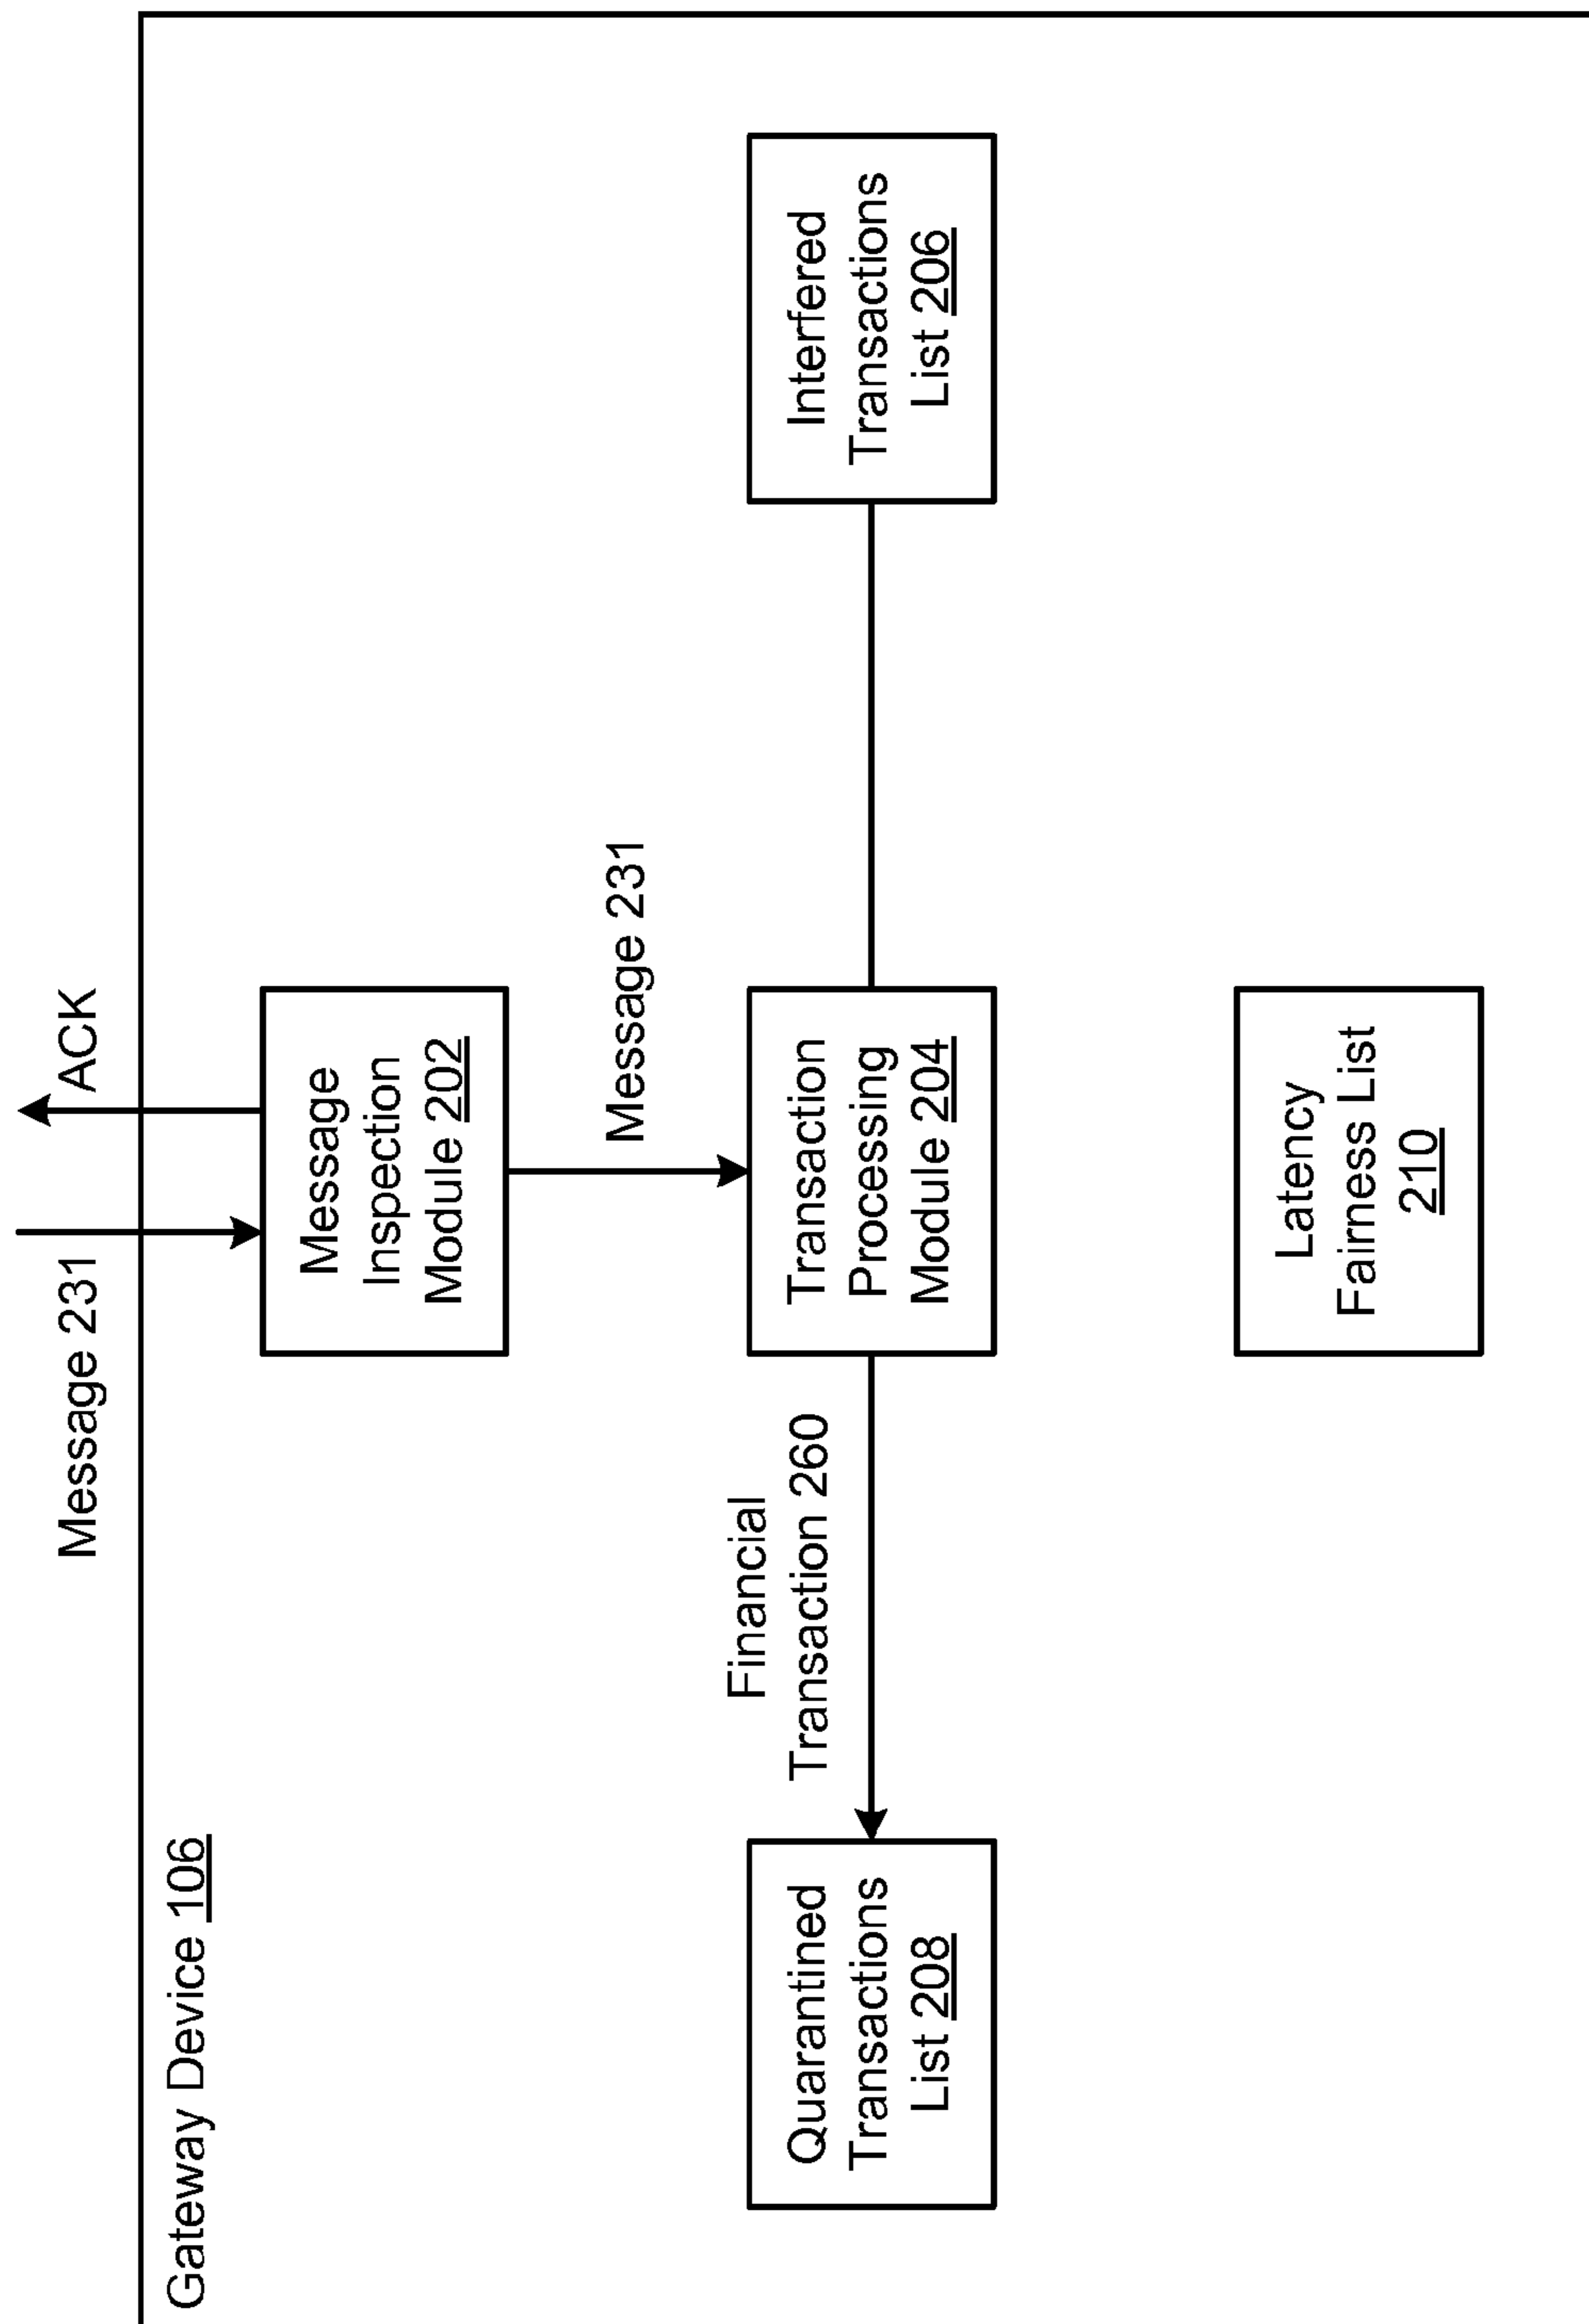 Message 231
ACK
Gateway Device 106
Message
Inspection
Module 202
Message 231
Financial
Transaction 260
Quarantined
Transactions
List 208
Transaction
Processing
Module 204
Interfered
Transactions
List 206
Latency
Fairness List
210